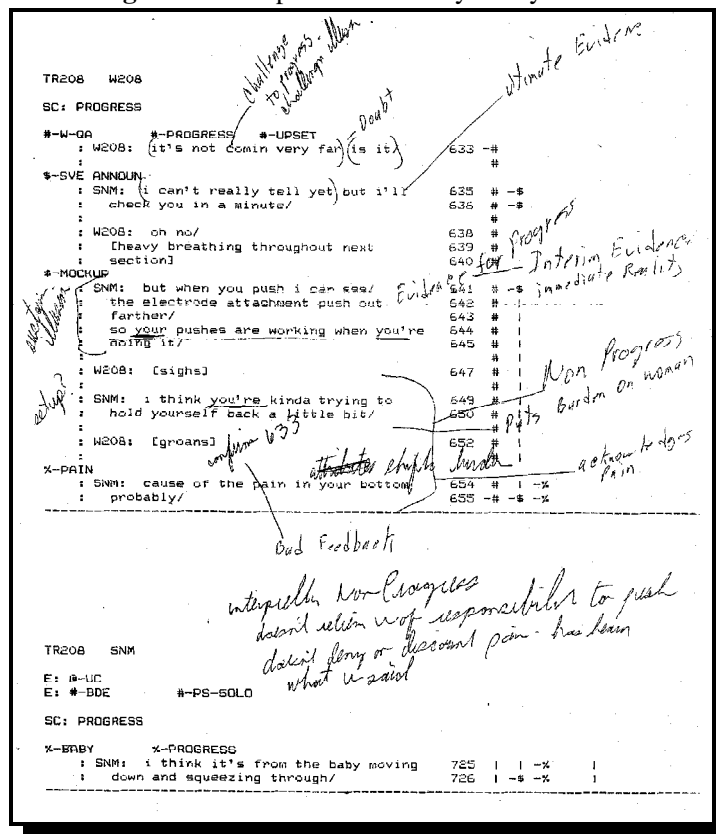 challenge
to progress -
challenge illusion
ultimate Evidence
TR208 W208
SC: PROGRESS
Doubt
#-W-QA #-PROGRESS #-UPSET
: W208: (it's not comin very far) (is it) 633 -#
: #
$-SVE ANNOUN
: SNM: (i can't really tell yet) but i'll 635 # -$
: check you in a minute/ 636 # -$
: #
: W208: oh no/ 638 #
: [heavy breathing throughout next 639 #
: section] 640
Evidence for Progress
Interim Evidence
immediate Reality
#-MOCKUP
: SNM: but when you push i can see/ 641 # -$
: the electrode attachment push out 642 # |
: farther/ 643 # |
: so your pushes are working when you're 644 # |
: doing it/ 645 # |
sustain
illusion
: W208: [sighs] 647 # |
Non Progress
setup?
: SNM: i think you're kinda trying to 649 # |
: hold yourself back a little bit/ 650 # |
Puts Burden on woman
: W208: [groans] 652 # |
confirm 633
acknowledges
Pain
%-PAIN
: SNM: cause of the pain in your bottom 654 # | -%
: probably/ 655 -# -$ -%
Bad Feedback
Non Progress
doesn't of responsibility to push
doesn't deny or discount pain - has heard
what w said
TR208 SNM
E: @-UC
E: #-BDE #-PS-SOLO
SC: PROGRESS
%-BABY %-PROGRESS
: SNM: i think it's from the baby moving 725 | | -% |
: down and squeezing through/ 726 | -$ -% |